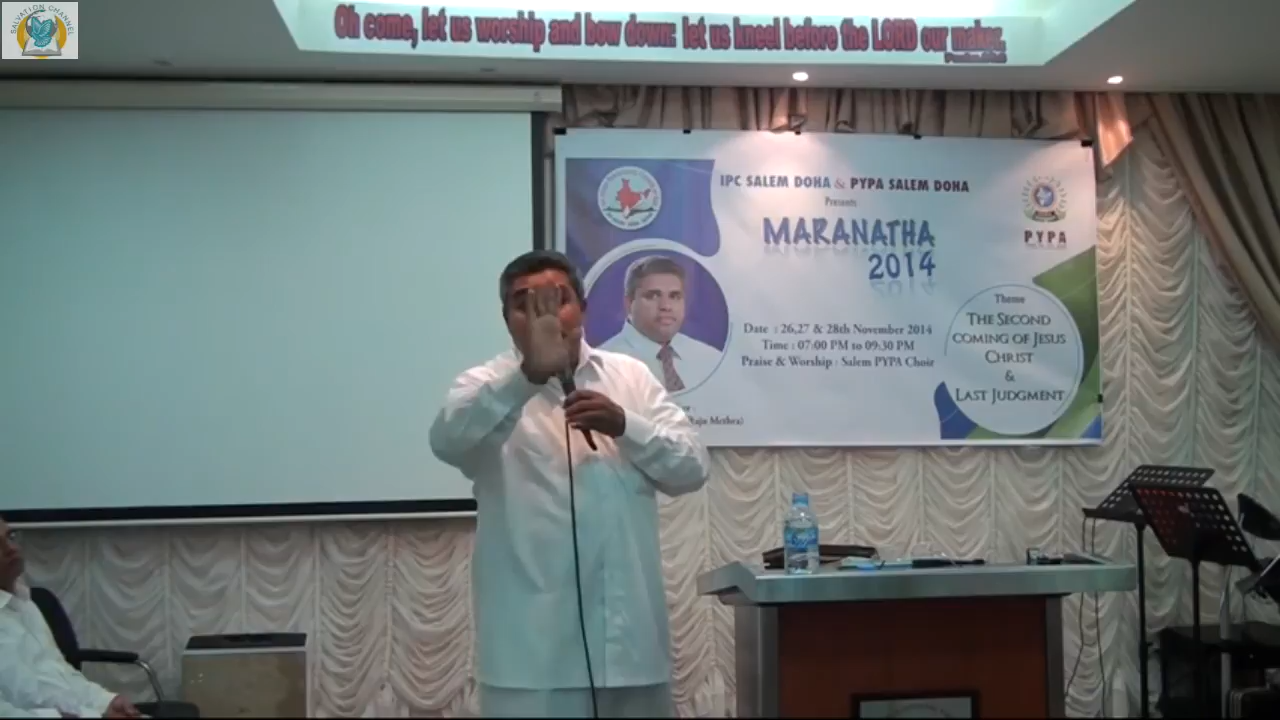 SALVATION CHANNEL
Oh come, let us worship and bow down: let us kneel before the LORD our maker.
IPC SALEM DOHA & PYPA SALEM DOHA
Presents
MARANATHA
2014
PYPA
Date : 26,27 & 28th November 2014
Time : 07:00 PM to 09:30 PM
Praise & Worship : Salem PYPA Choir
Theme
THE SECOND
COMING OF JESUS
CHRIST
&
LAST JUDGMENT